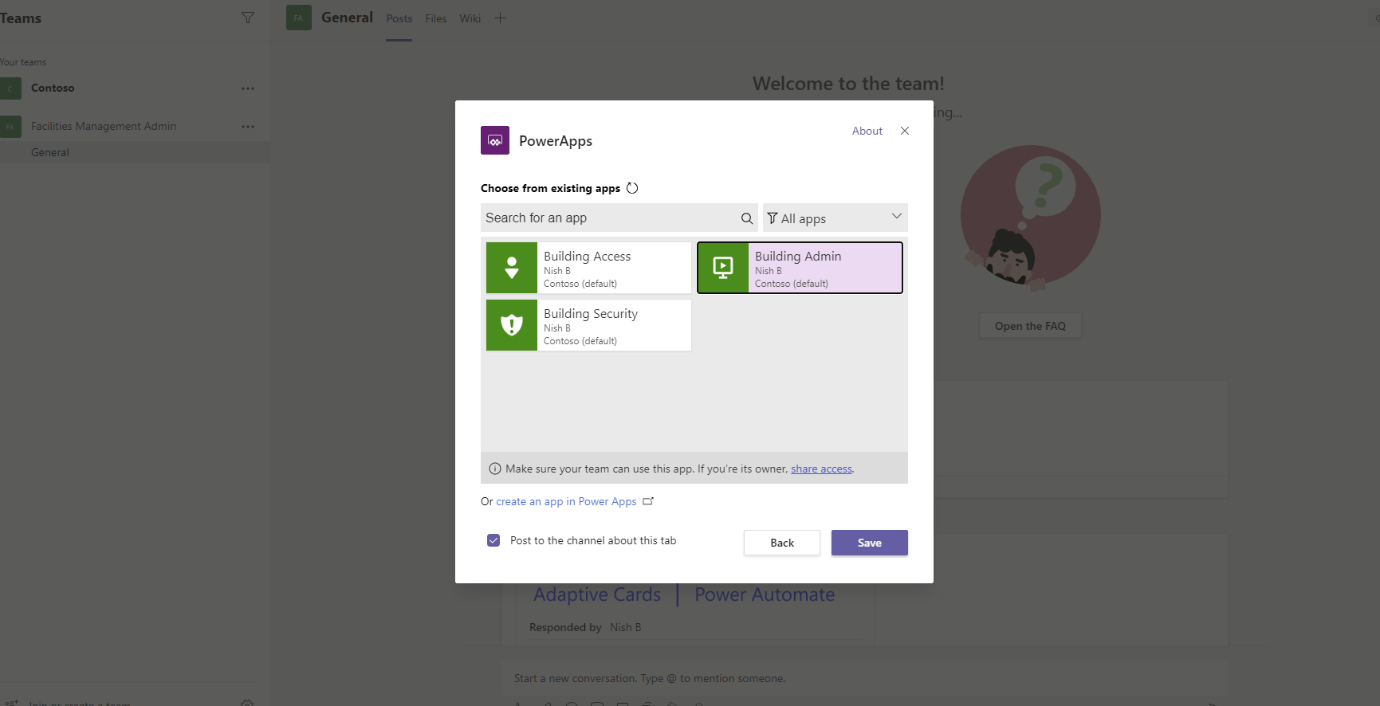 Teams
FA General Posts Files Wiki
Your teams
C Contoso
FA Facilities Management Admin
General
Welcome to the team!
ing...
Open the FAQ
PowerApps
About
Choose from existing apps
Search for an app
All apps
Building Access
Nish B
Contoso (default)
Building Admin
Nish B
Contoso (default)
Building Security
Nish B
Contoso (default)
Make sure your team can use this app. If you're its owner, share access.
Or create an app in Power Apps
Post to the channel about this tab
Back
Save
Adaptive Cards | Power Automate
Responded by Nish B
Start a new conversation. Type @ to mention someone.
Join or create a team